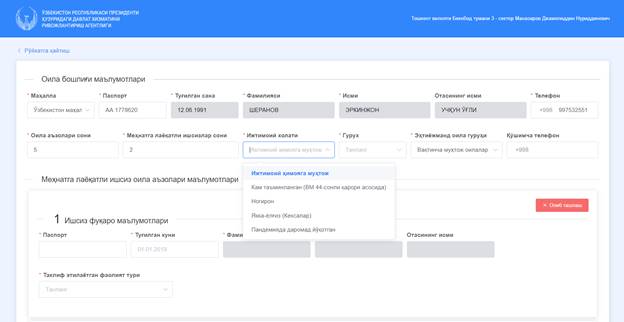 ЎЗБЕКИСТОН РЕСПУБЛИКАСИ ПРЕЗИДЕНТИ
ҲУЗУРИДАГИ ДАВЛАТ ХИЗМАТИНИ
РИВОЖЛАНТИРИШ АГЕНТЛИГИ
Тошкент вилояти Бекобод тумани 3 - сектор Манзаров Джамолиддин Нуриддинович
Рўйхатга қайтиш
Оила бошлиғи маълумотлари
* Маҳалла * Паспорт * Туғилган сана * Фамилияси * Исми Отасининг исми * Телефон
Ўзбекистон маҳал АА 1778620 12.06.1991 ШЕРАНОВ ЭРКИНЖОН УЧҚУН ЎҒЛИ +998 997532551
* Оила аъзолари сони * Меҳнатга лаёқатли ишсизлар сони * Ижтимоий холати * Гурух * Эҳтиёжманд оила гуруҳи Қўшимча телефон
5 2 Ижтимоий ҳимояга муҳтож Танланг Вақтинча муҳтож оилалар +998
Ижтимоий ҳимояга муҳтож
Кам таъминланган (ВМ 44-сонли қарори асосида)
Ногирон
Якка-ёлғиз (Кексалар)
Пандемияда даромад йўқотган
Меҳнатга лаёқатли ишсиз оила аъзолари маълумотлари
× Олиб ташлаш
1 Ишсиз фуқаро маълумотлари
* Паспорт * Туғилган куни * Фами Отасининг исми
01.01.2019
* Таклиф этилаётган фаолият тури
Танланг